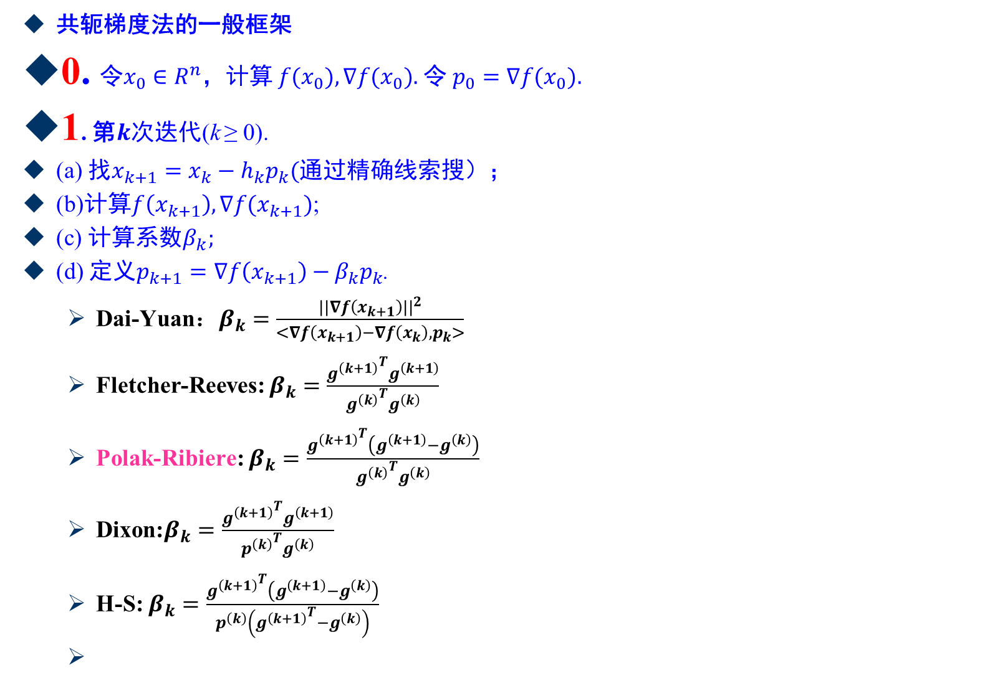 ◆ 共轭梯度法的一般框架
◆0. 令$x_0 \in R^n$，计算 $f(x_0), \nabla f(x_0)$. 令 $p_0 = \nabla f(x_0)$.
◆1. 第k次迭代(k ≥ 0).
◆ (a) 找$x_{k+1} = x_k - h_k p_k$(通过精确线索搜）；
◆ (b)计算$f(x_{k+1}), \nabla f(x_{k+1})$;
◆ (c) 计算系数$\beta_k$;
◆ (d) 定义$p_{k+1} = \nabla f(x_{k+1}) - \beta_k p_k$.
➢ Dai-Yuan：$\beta_k = \frac{||\nabla f(x_{k+1})||^2}{<\nabla f(x_{k+1}) - \nabla f(x_k), p_k>}$
➢ Fletcher-Reeves: $\beta_k = \frac{g^{(k+1)^T} g^{(k+1)}}{g^{(k)^T} g^{(k)}}$
➢ Polak-Ribiere: $\beta_k = \frac{g^{(k+1)^T} (g^{(k+1)} - g^{(k)})}{g^{(k)^T} g^{(k)}}$
➢ Dixon:$\beta_k = \frac{g^{(k+1)^T} g^{(k+1)}}{p^{(k)^T} g^{(k)}}$
➢ H-S: $\beta_k = \frac{g^{(k+1)^T} (g^{(k+1)} - g^{(k)})}{p^{(k)} (g^{(k+1)^T} - g^{(k)})}$
➢